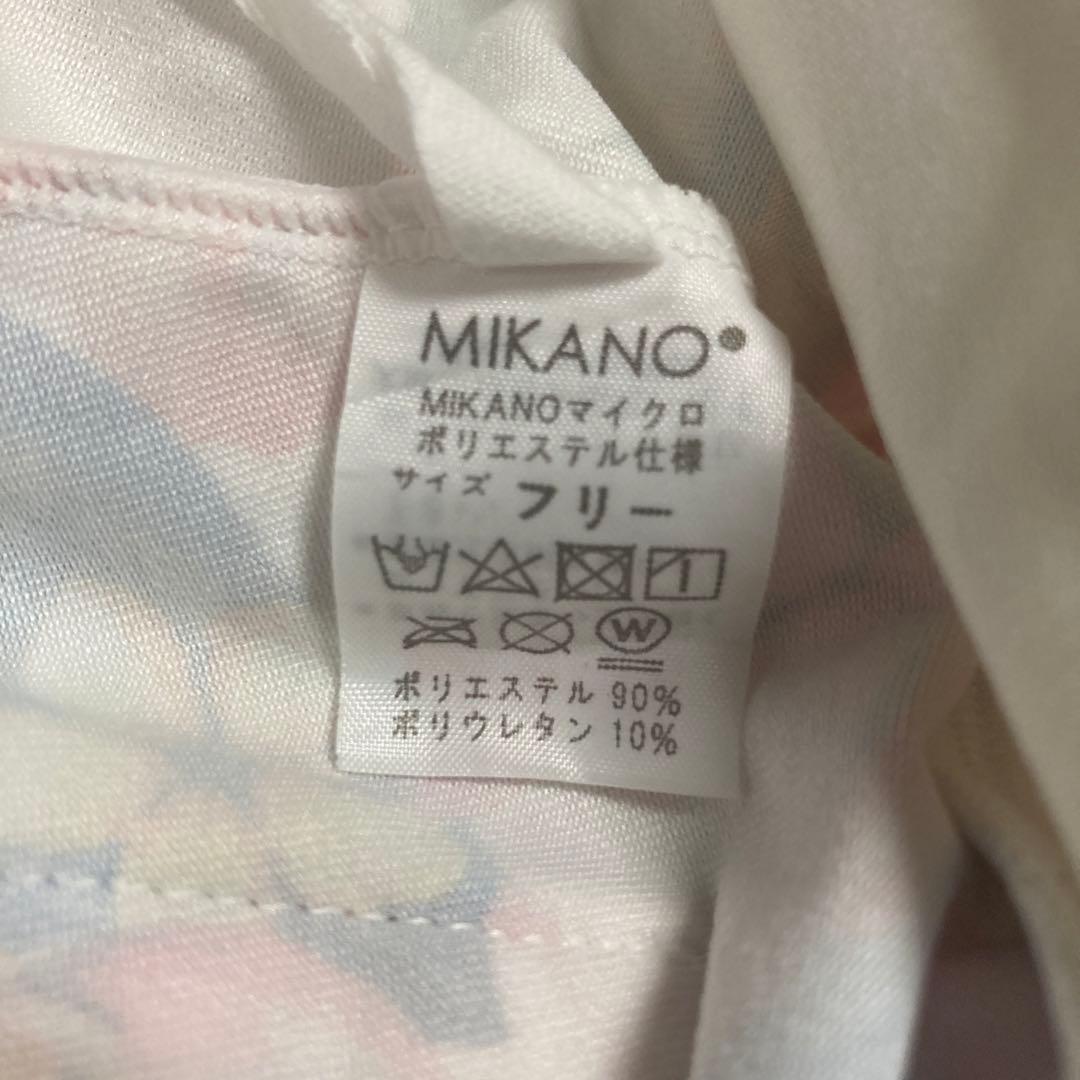 MIKANO
MIKANOマイクロ
ポリエステル仕様
サイズ フリー
W
ポリエステル 90%
ポリウレタン 10%